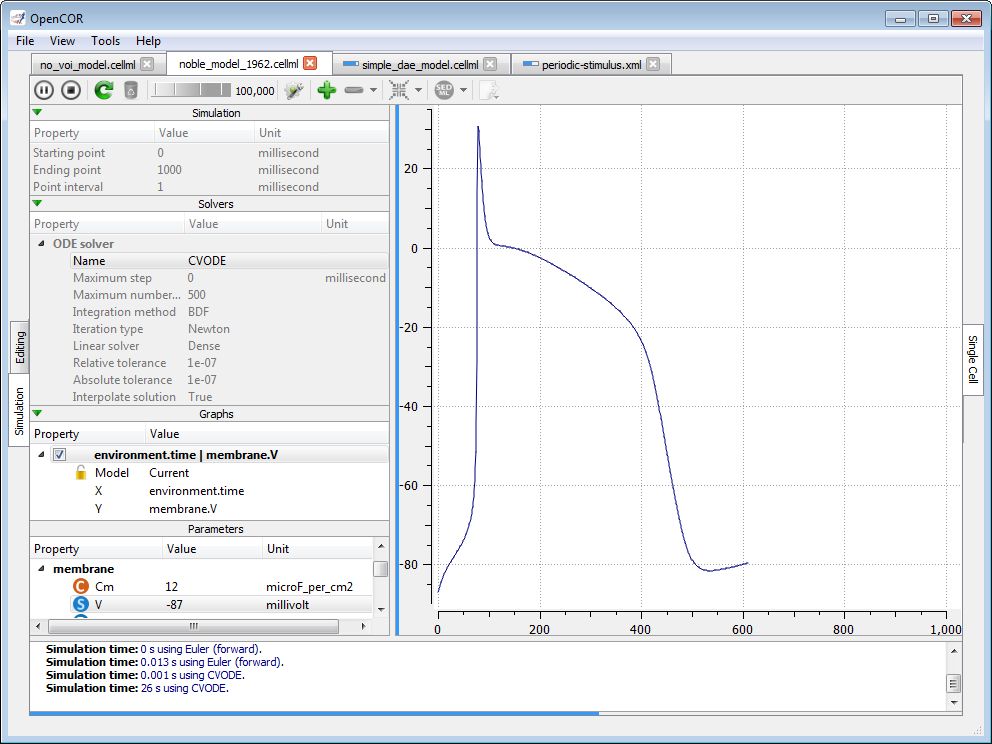 OpenCOR
File View Tools Help
no_voi_model.cellml noble_model_1962.cellml simple_dae_model.cellml periodic-stimulus.xml
100,000 SED ML
Simulation
Property Value Unit
Starting point 0 millisecond
Ending point 1000 millisecond
Point interval 1 millisecond
Solvers
Property Value Unit
ODE solver
Name CVODE
Maximum step 0 millisecond
Maximum number... 500
Integration method BDF
Iteration type Newton
Linear solver Dense
Relative tolerance 1e-07
Absolute tolerance 1e-07
Interpolate solution True
Graphs
Property Value
environment.time | membrane.V
Model Current
X environment.time
Y membrane.V
Parameters
Property Value Unit
membrane
C Cm 12 microF_per_cm2
S V -87 millivolt
Editing
Simulation
20
0
-20
-40
-60
-80
0 200 400 600 800 1,000
Single Cell
Simulation time: 0 s using Euler (forward).
Simulation time: 0.013 s using Euler (forward).
Simulation time: 0.001 s using CVODE.
Simulation time: 26 s using CVODE.